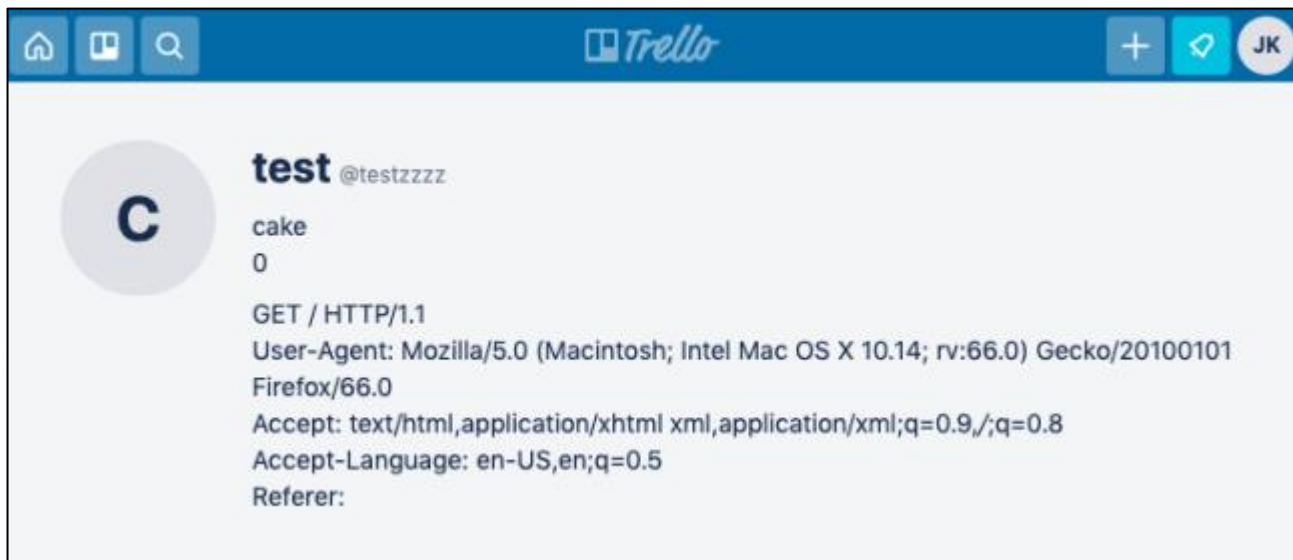 Trello
JK
C
test @testzzzz
cake
0
GET / HTTP/1.1
User-Agent: Mozilla/5.0 (Macintosh; Intel Mac OS X 10.14; rv:66.0) Gecko/20100101
Firefox/66.0
Accept: text/html,application/xhtml xml,application/xml;q=0.9,/;q=0.8
Accept-Language: en-US,en;q=0.5
Referer: